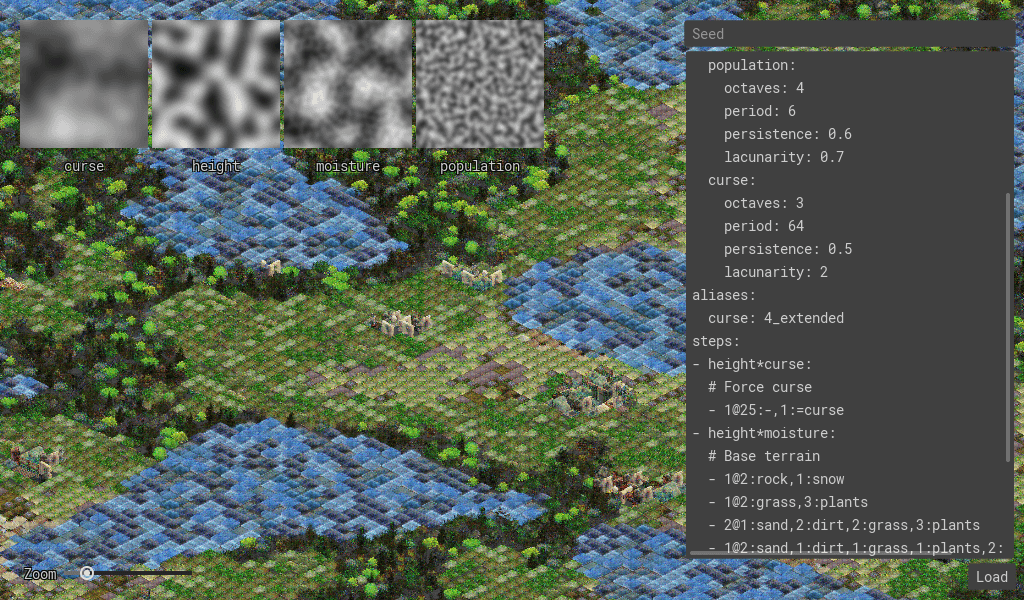 Seed
curse height moisture population
population:
octaves: 4
period: 6
persistence: 0.6
lacunarity: 0.7
curse:
octaves: 3
period: 64
persistence: 0.5
lacunarity: 2
aliases:
curse: 4_extended
steps:
- height*curse:
# Force curse
- 1@25:-,1:=curse
- height*moisture:
# Base terrain
- 1@2:rock,1:snow
- 1@2:grass,3:plants
- 2@1:sand,2:dirt,2:grass,3:plants
- 1@2:sand,1:dirt,1:grass,1:plants,2:
Zoom
Load